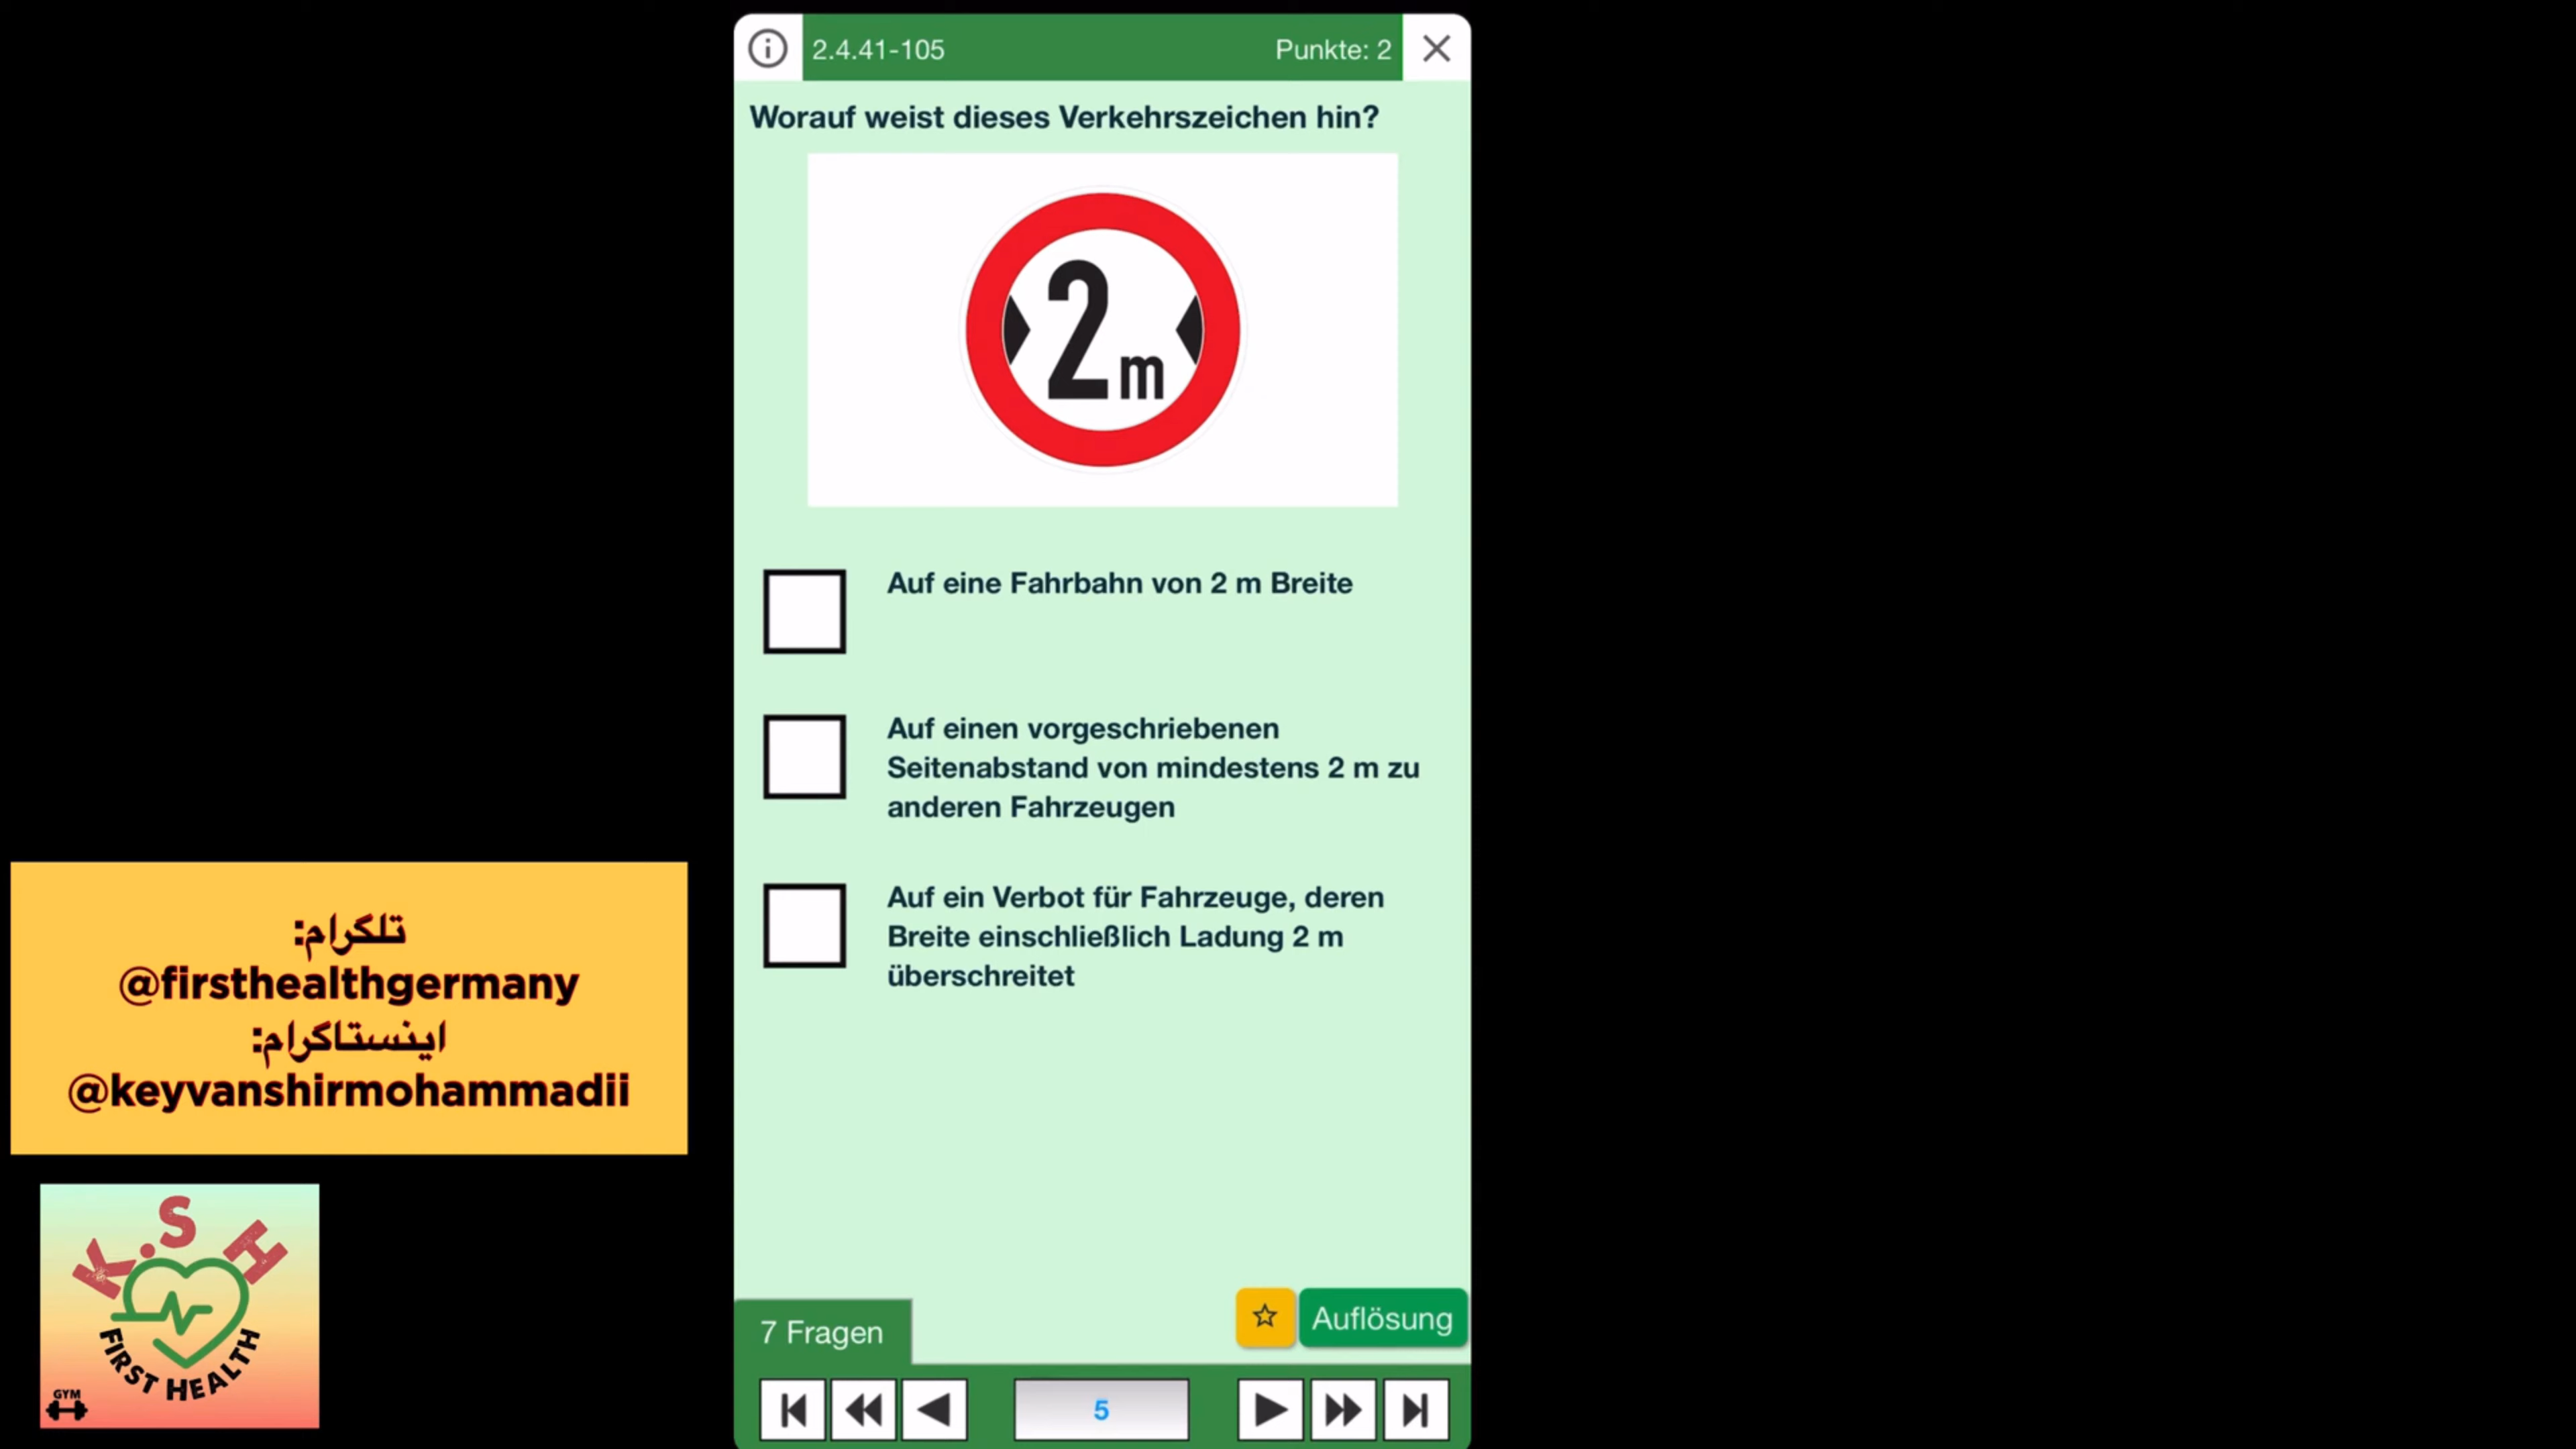 2.4.41-105
Punkte: 2
Worauf weist dieses Verkehrszeichen hin?
2 m
Auf eine Fahrbahn von 2 m Breite
Auf einen vorgeschriebenen
Seitenabstand von mindestens 2 m zu
anderen Fahrzeugen
Auf ein Verbot für Fahrzeuge, deren
Breite einschließlich Ladung 2 m
überschreitet
تلگرام:
@firsthealthgermany
اینستاگرام:
@keyvanshirmohammadii
K.SH
FIRST HEALTH
GYM
7 Fragen
Auflösung
5